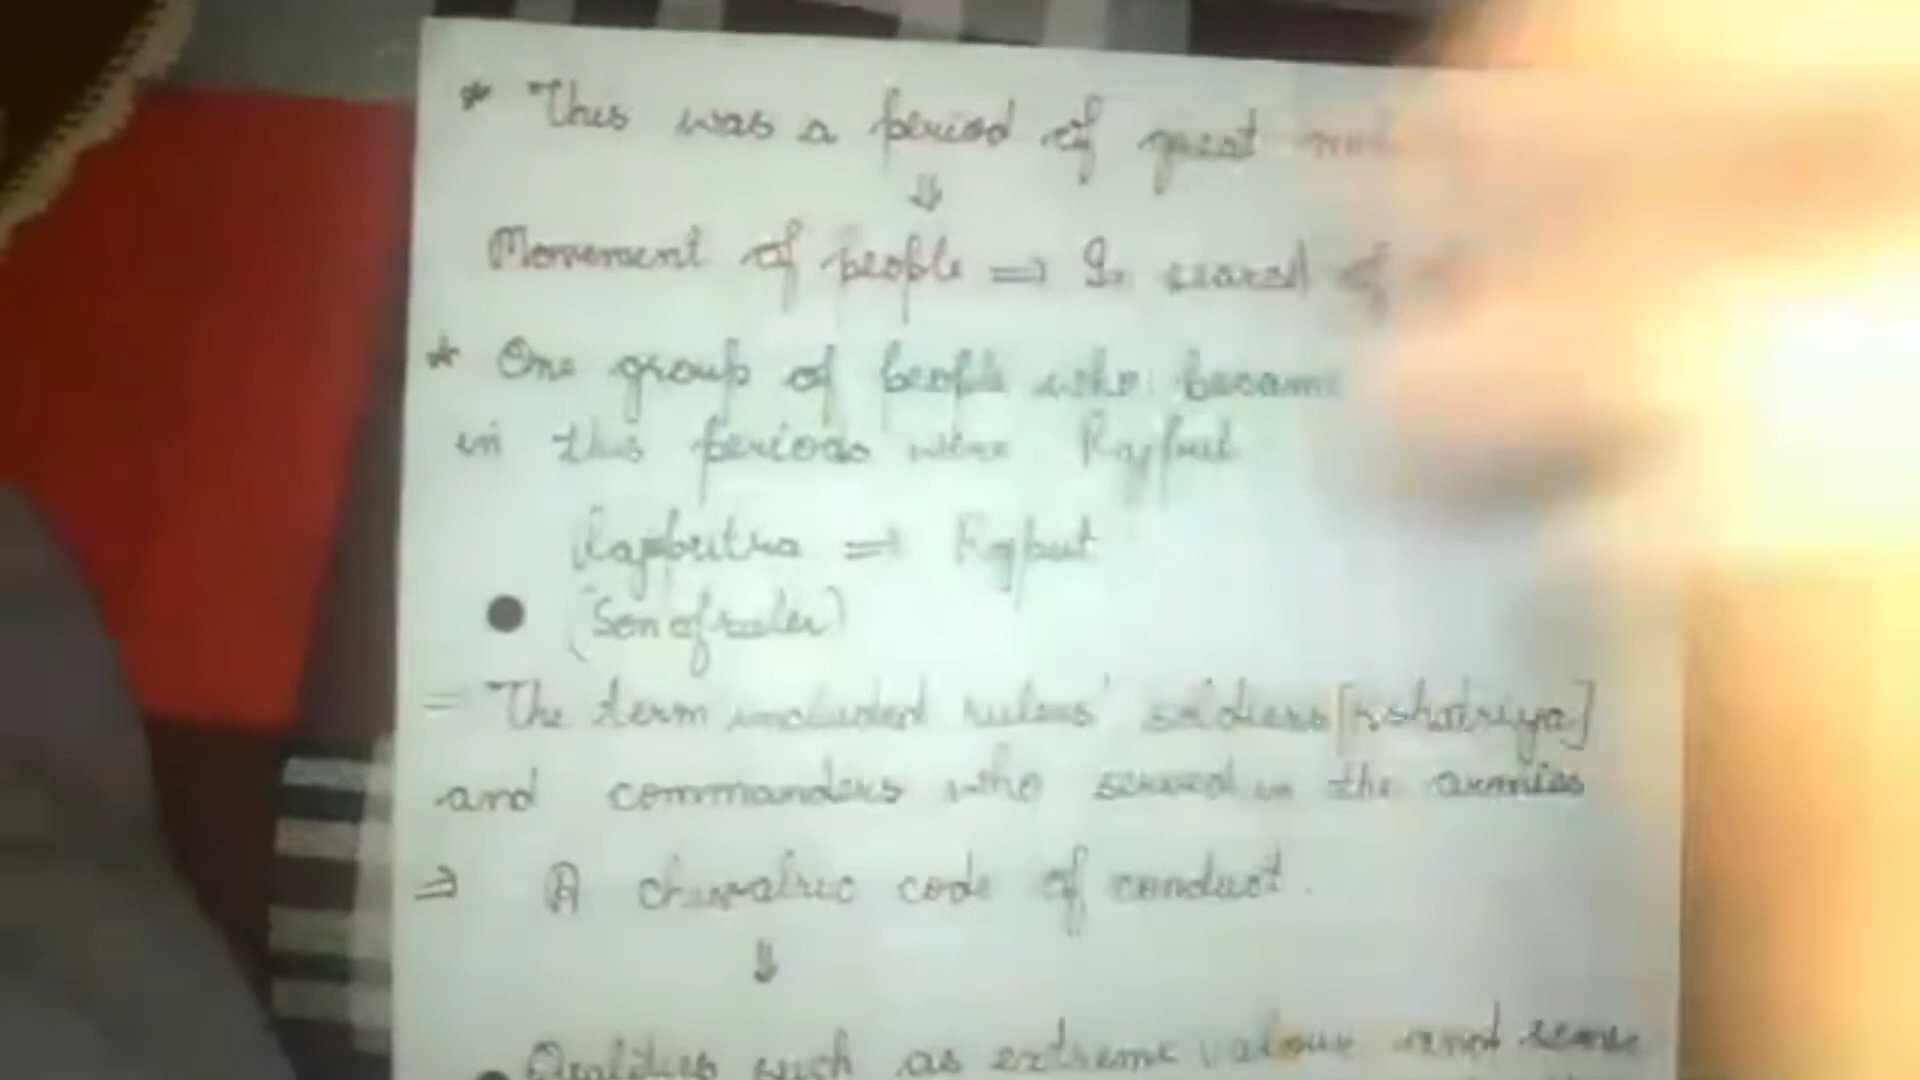 * This was a period of great
⇓
Movement of people ⇒ In search of
* One group of people who became
in this periods were Rajput
Rajputra ⇒ Rajput
(Son of ruler)
= The term included rulers' soldiers [Kshatriya]
and commanders who served in the armies
⇒ A chivalric code of conduct.
⇓
Qualities such as extreme valour and sense